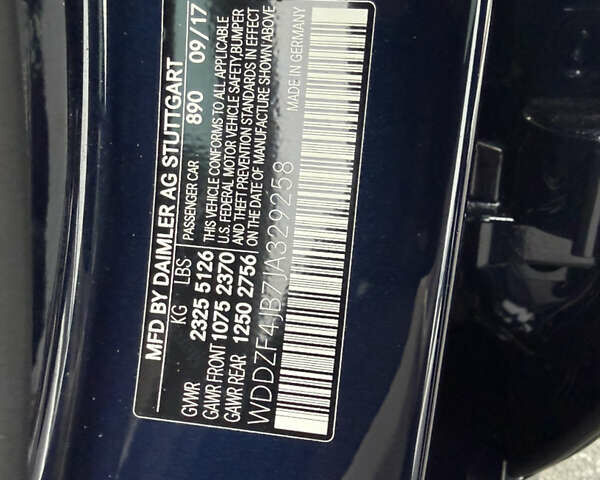 MFD BY DAIMLER AG STUTTGART
KG LBS PASSENGER CAR 890 09/17
GVWR 2325 5126 THIS VEHICLE CONFORMS TO ALL APPLICABLE
GAWR FRONT 1075 2370 U.S. FEDERAL MOTOR VEHICLE SAFETY, BUMPER
GAWR REAR 1250 2756 AND THEFT PREVENTION STANDARDS IN EFFECT
ON THE DATE OF MANUFACTURE SHOWN ABOVE
WDDZF4JB7JA329258
MADE IN GERMANY